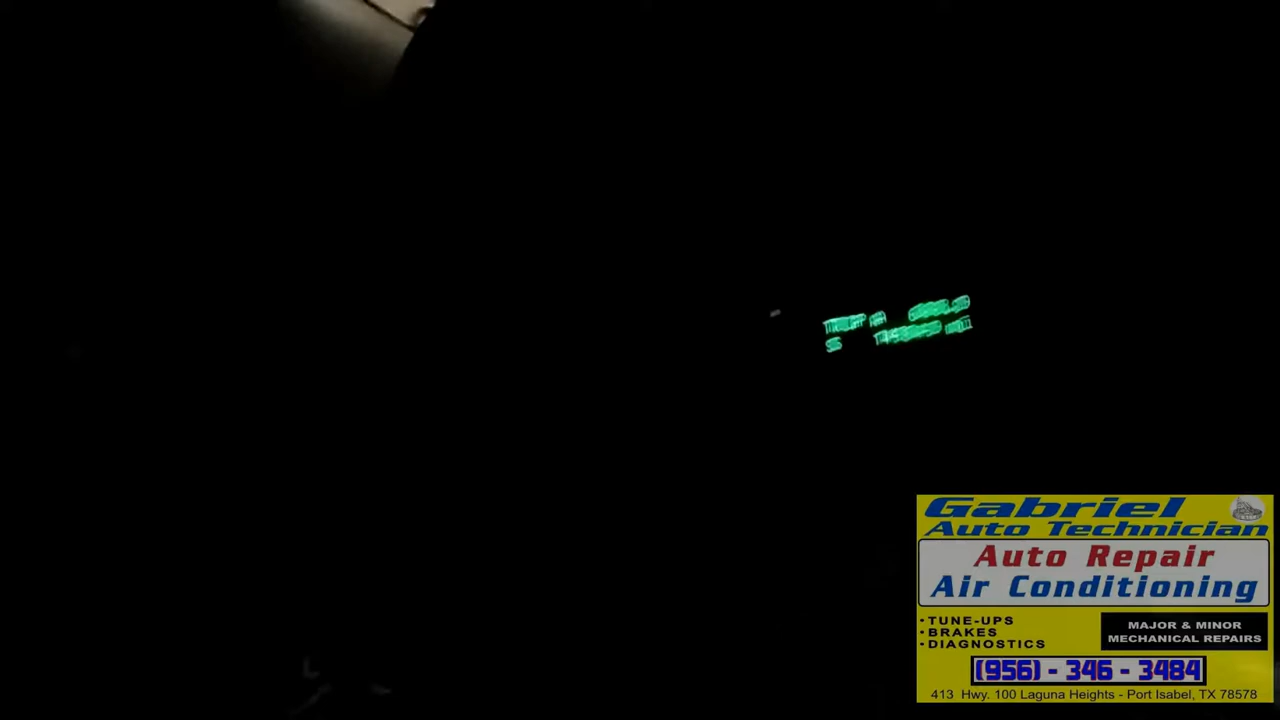 Gabriel
Auto Technician
Auto Repair
Air Conditioning
•TUNE-UPS
•BRAKES
•DIAGNOSTICS
MAJOR & MINOR
MECHANICAL REPAIRS
(956) - 346 - 3484
413 Hwy. 100 Laguna Heights - Port Isabel, TX 78578